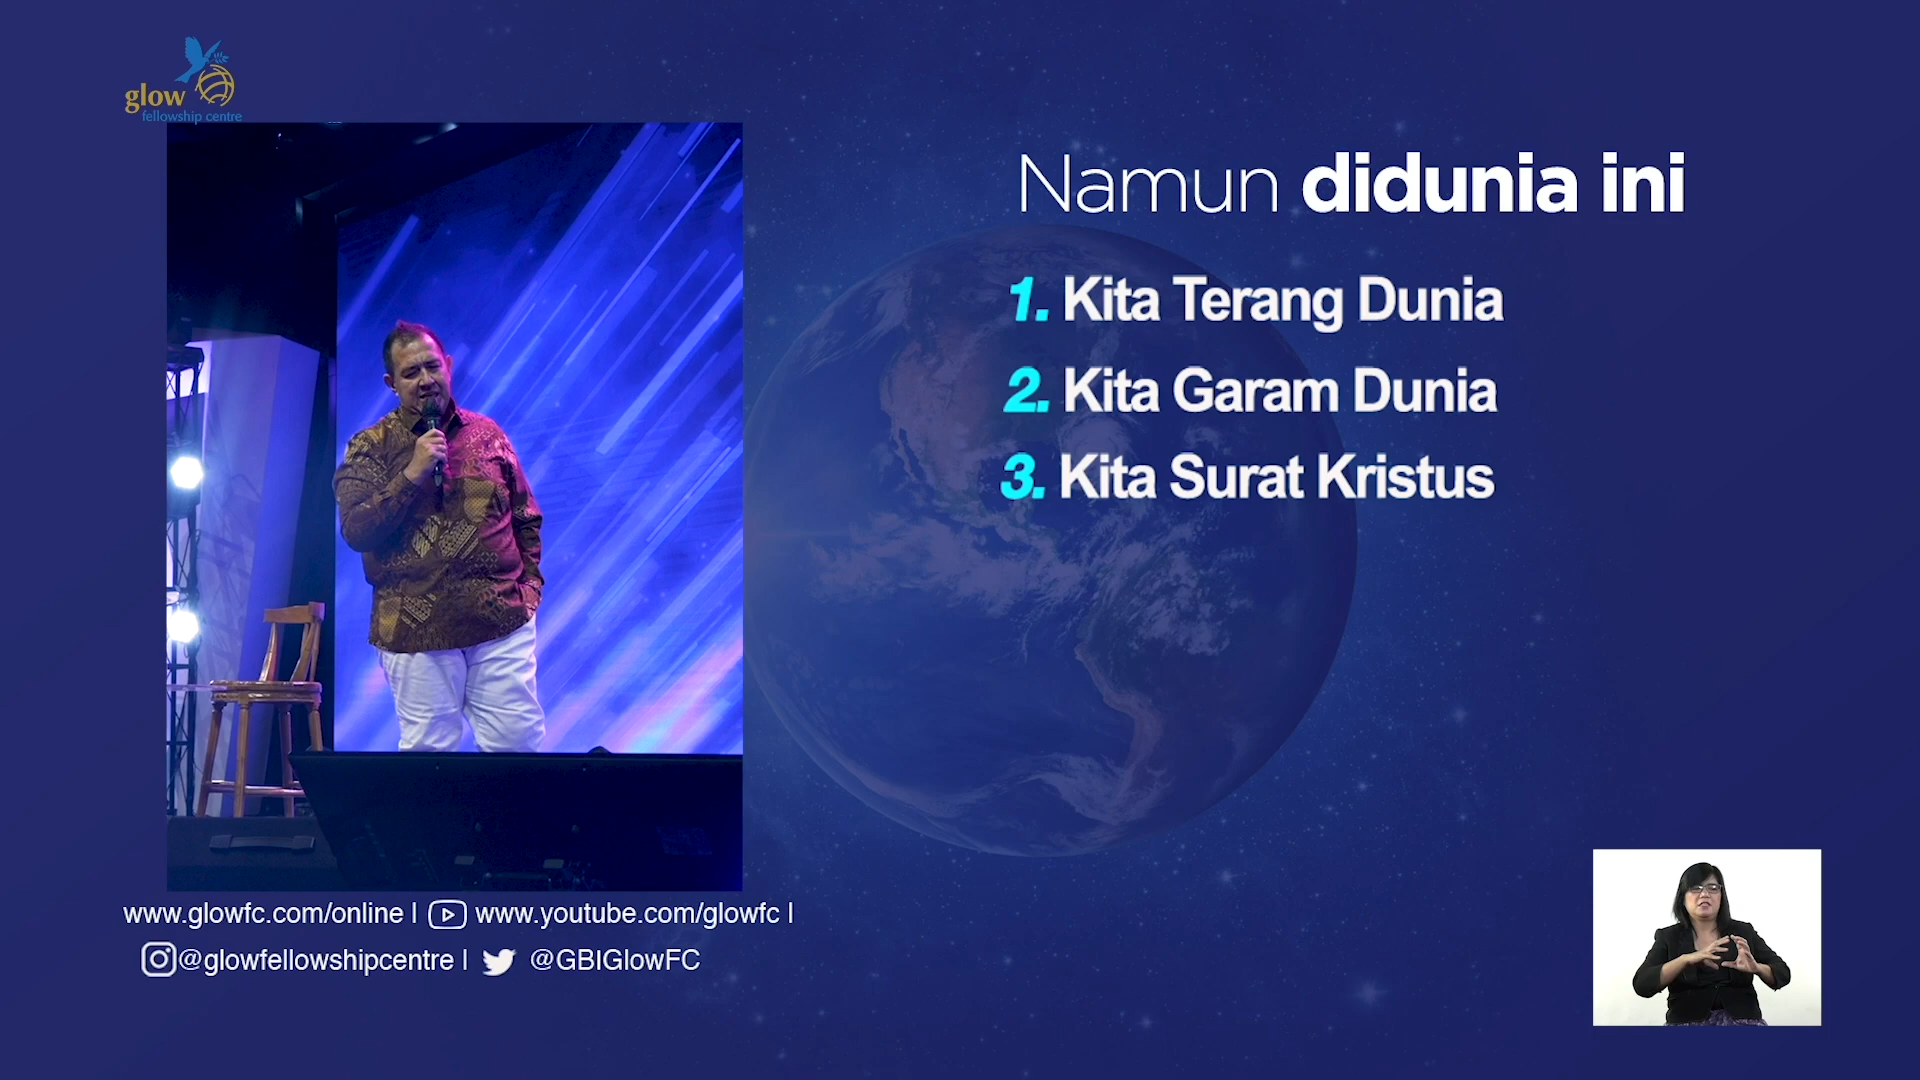 glow
fellowship centre
Namun didunia ini
1. Kita Terang Dunia
2. Kita Garam Dunia
3. Kita Surat Kristus
www.glowfc.com/online | www.youtube.com/glowfc |
@glowfellowshipcentre | @GBIGlowFC